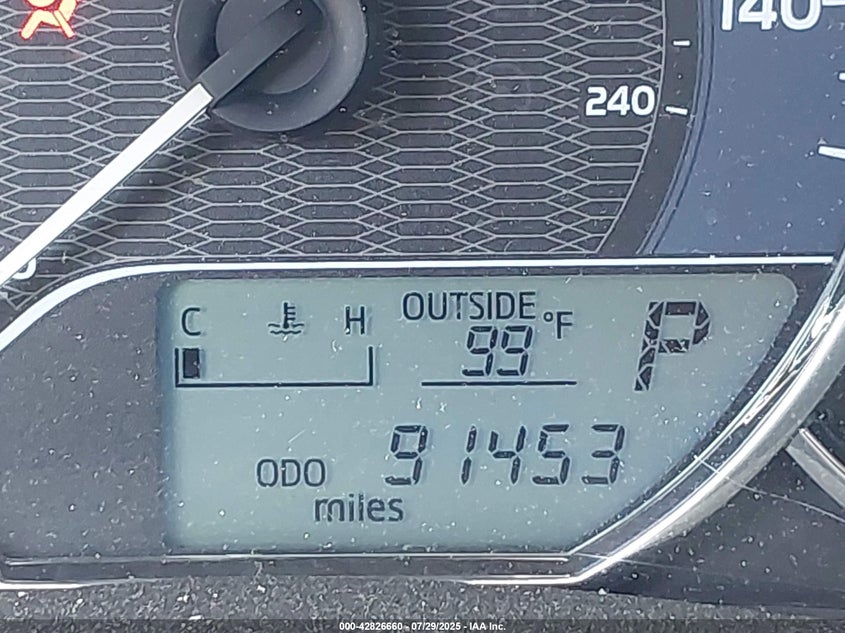 140
240
C H OUTSIDE °F P
99
ODO 91453
miles
000-42826660 - 07/29/2025 - IAA Inc.